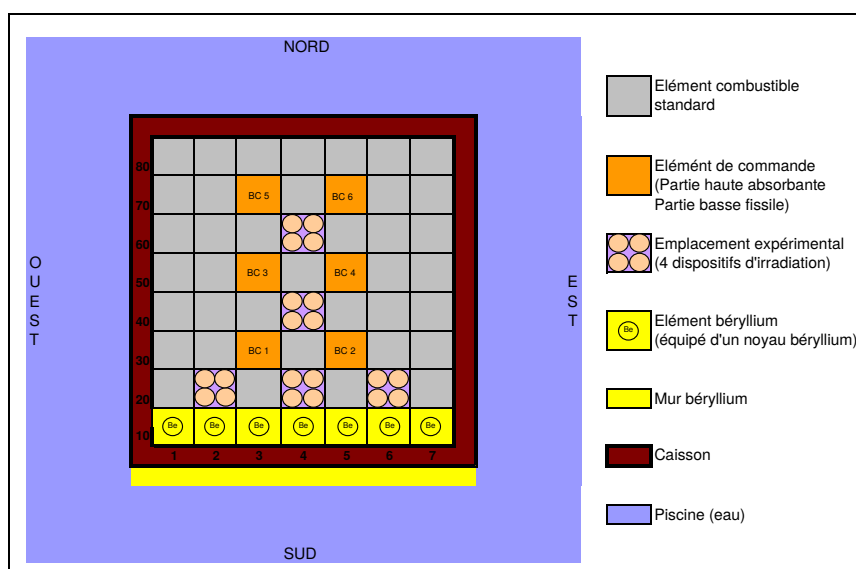 NORD
80
70
60
50
40
30
20
10
BC 5
BC 6
BC 3
BC 4
BC 1
BC 2
Be
Be
Be
Be
Be
Be
Be
1
2
3
4
5
6
7
O
U
E
S
T
E
S
T
SUD
Elément combustible
standard
Elémént de commande
(Partie haute absorbante
Partie basse fissile)
Emplacement expérimental
(4 dispositifs d'irradiation)
Be
Elément béryllium
(équipé d'un noyau béryllium)
Mur béryllium
Caisson
Piscine (eau)